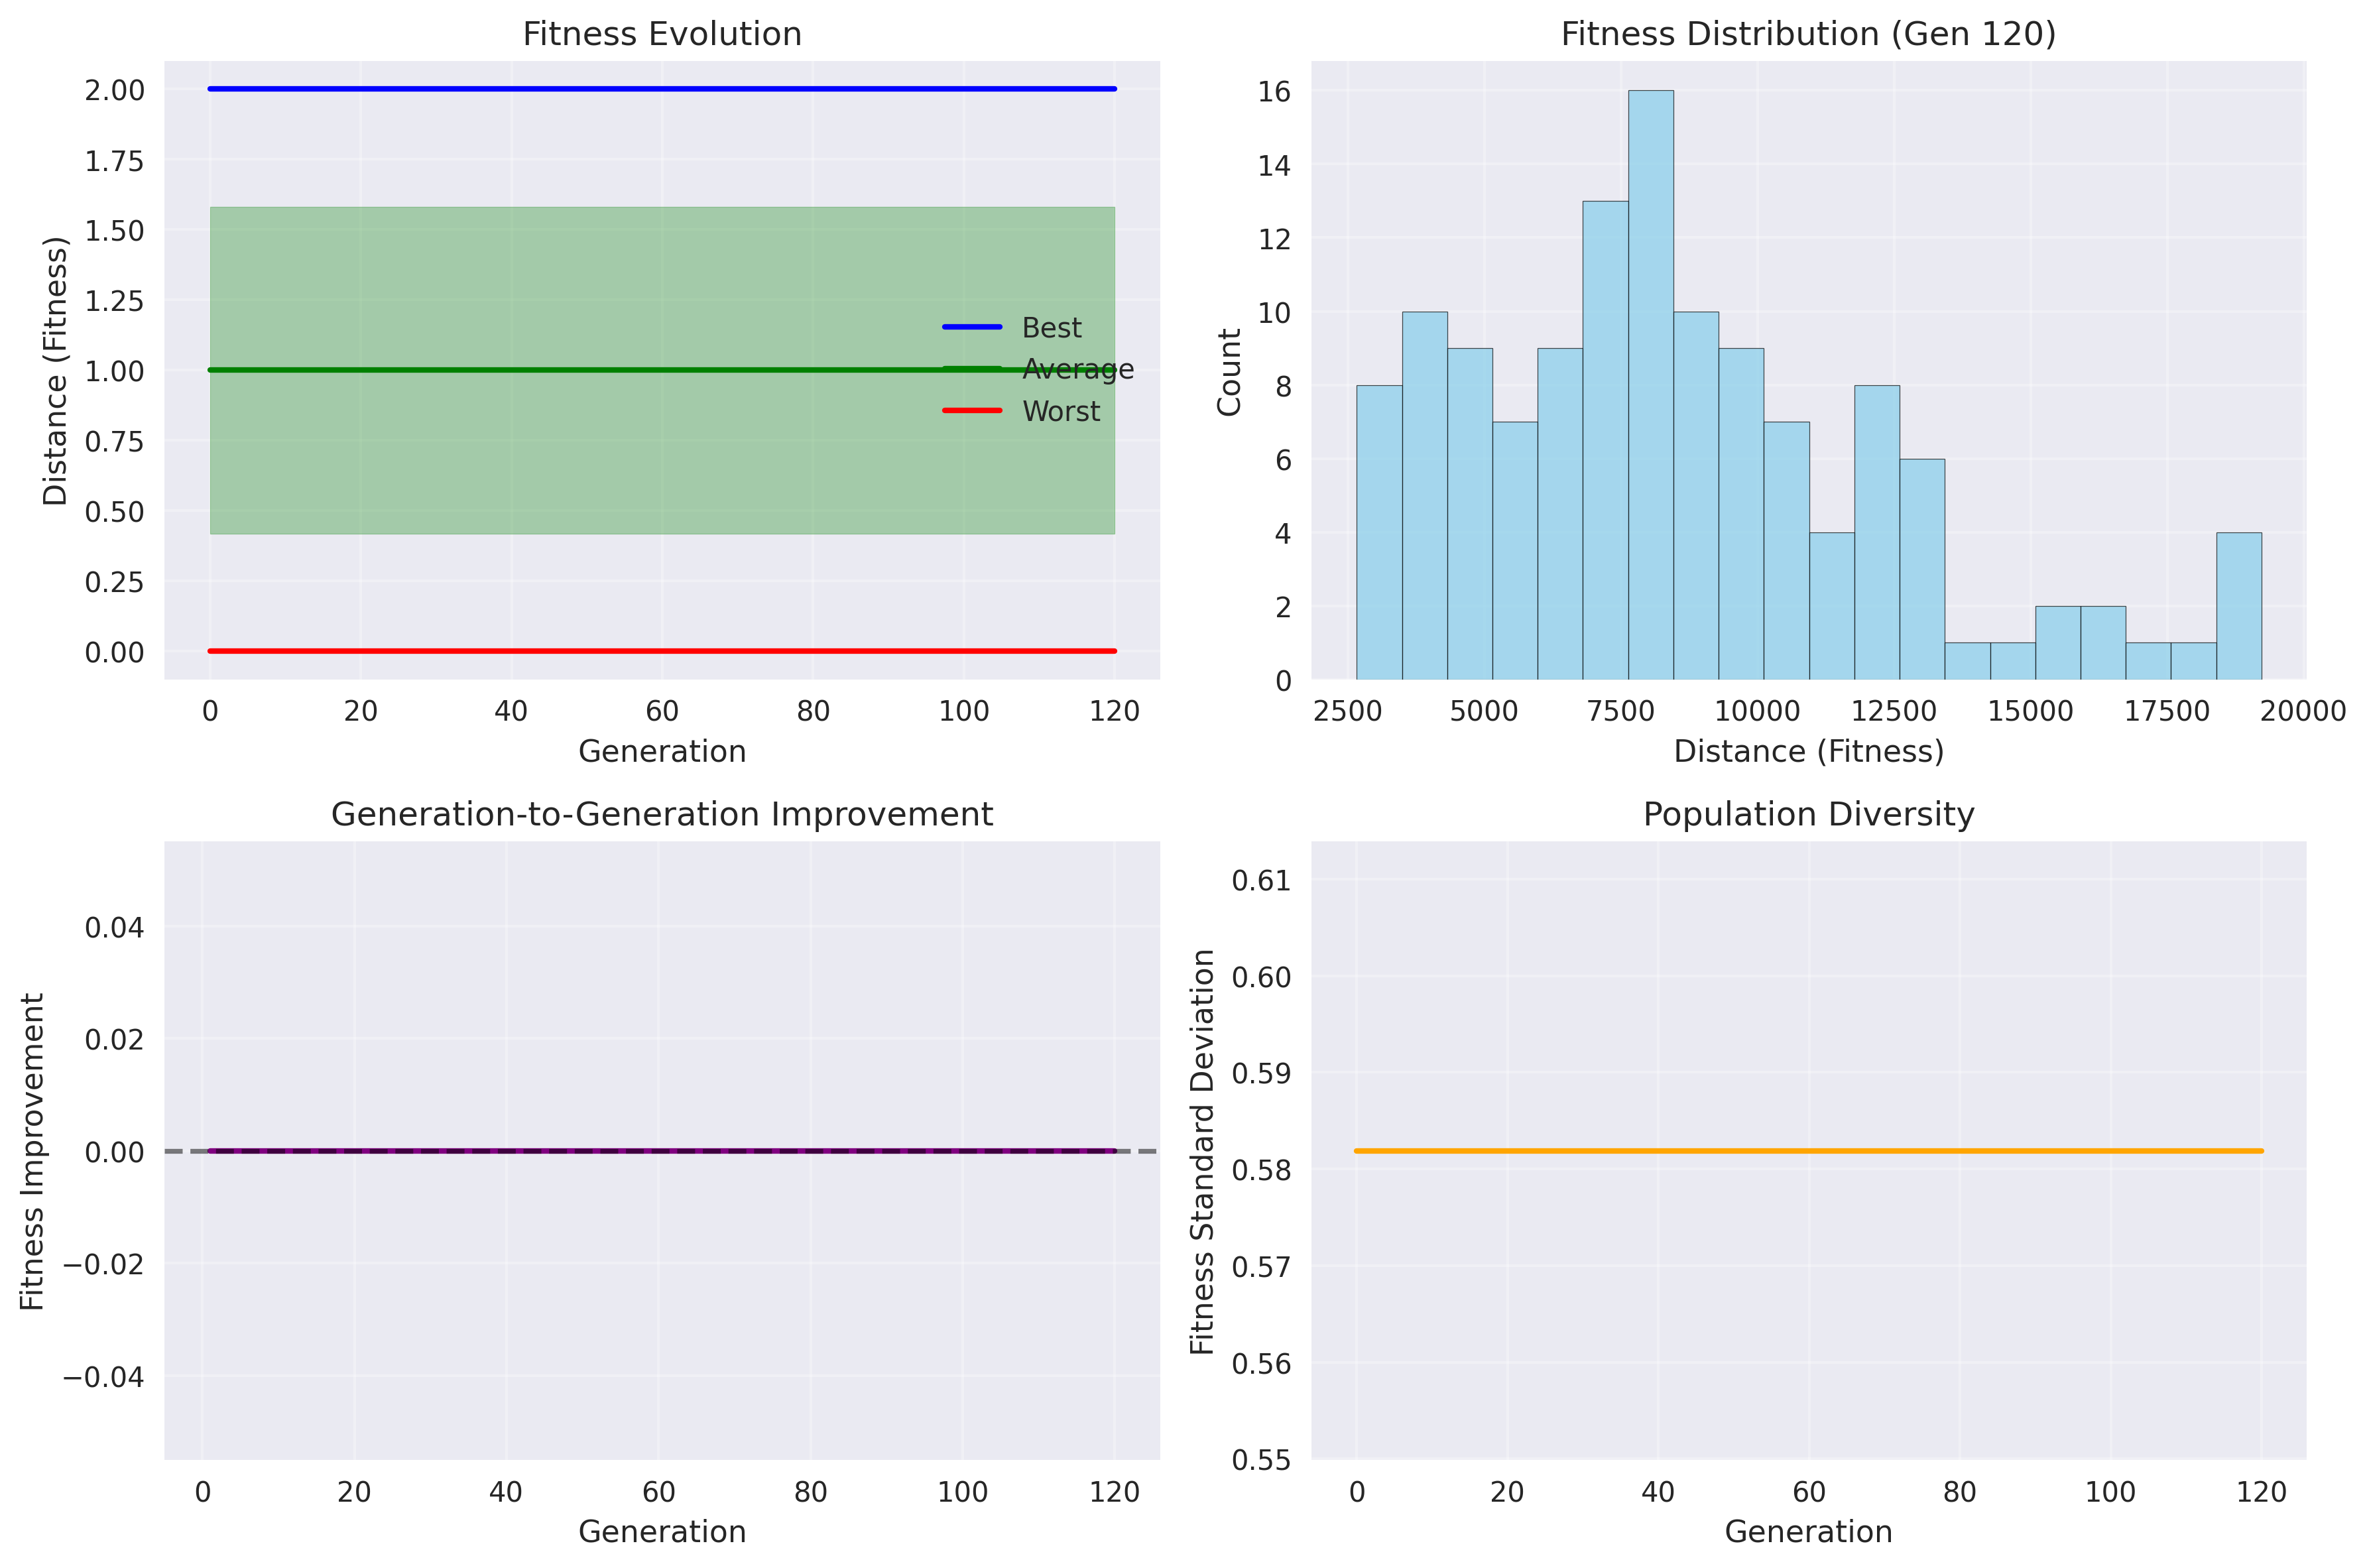 Fitness Evolution
Distance (Fitness)
2.00
1.75
1.50
1.25
1.00
0.75
0.50
0.25
0.00
Best
Average
Worst
0 20 40 60 80 100 120
Generation
Fitness Distribution (Gen 120)
Count
16
14
12
10
8
6
4
2
0
2500 5000 7500 10000 12500 15000 17500 20000
Distance (Fitness)
Generation-to-Generation Improvement
Fitness Improvement
0.04
0.02
0.00
−0.02
−0.04
0 20 40 60 80 100 120
Generation
Population Diversity
Fitness Standard Deviation
0.61
0.60
0.59
0.58
0.57
0.56
0.55
0 20 40 60 80 100 120
Generation